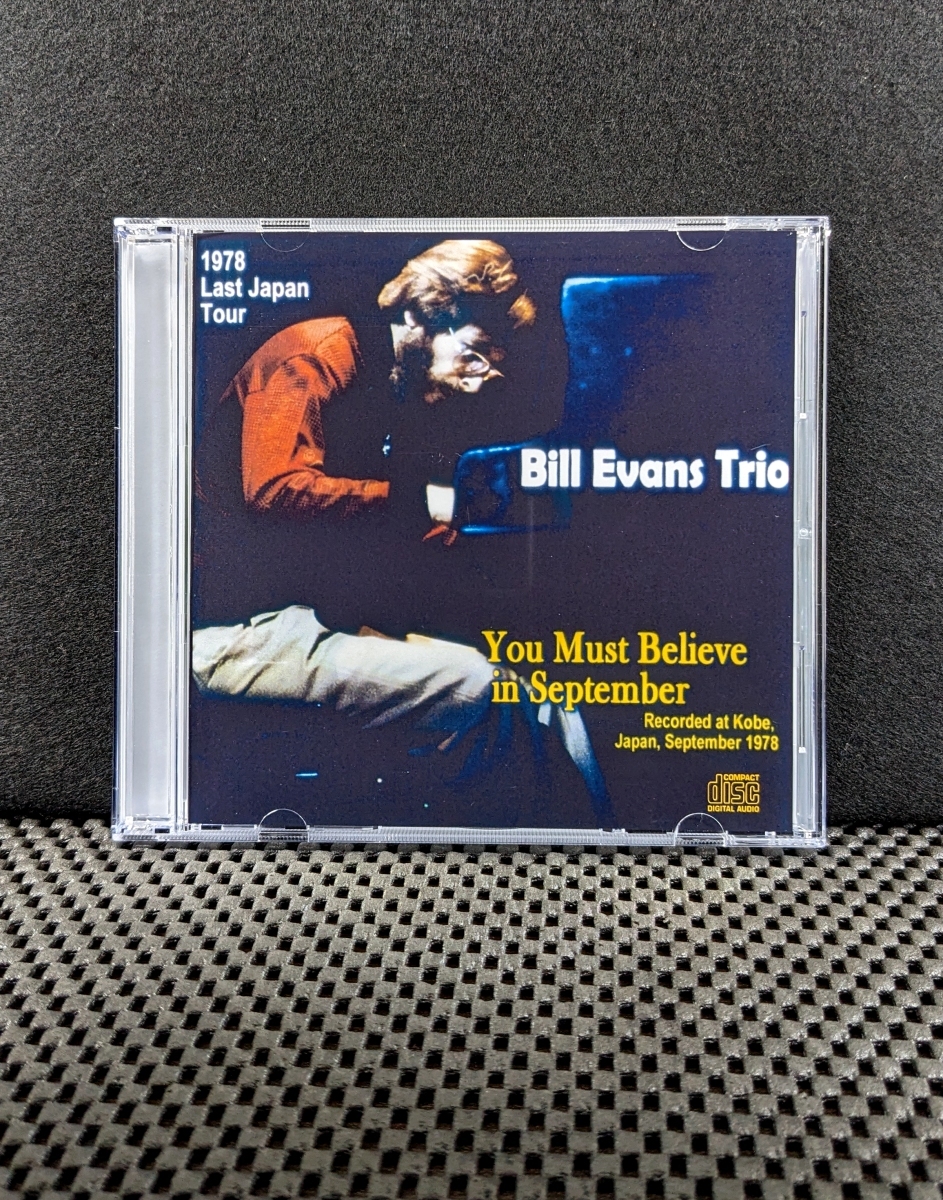 1978
Last Japan
Tour
Bill Evans Trio
You Must Believe
in September
Recorded at Kobe,
Japan, September 1978
COMPACT
disc
DIGITAL AUDIO